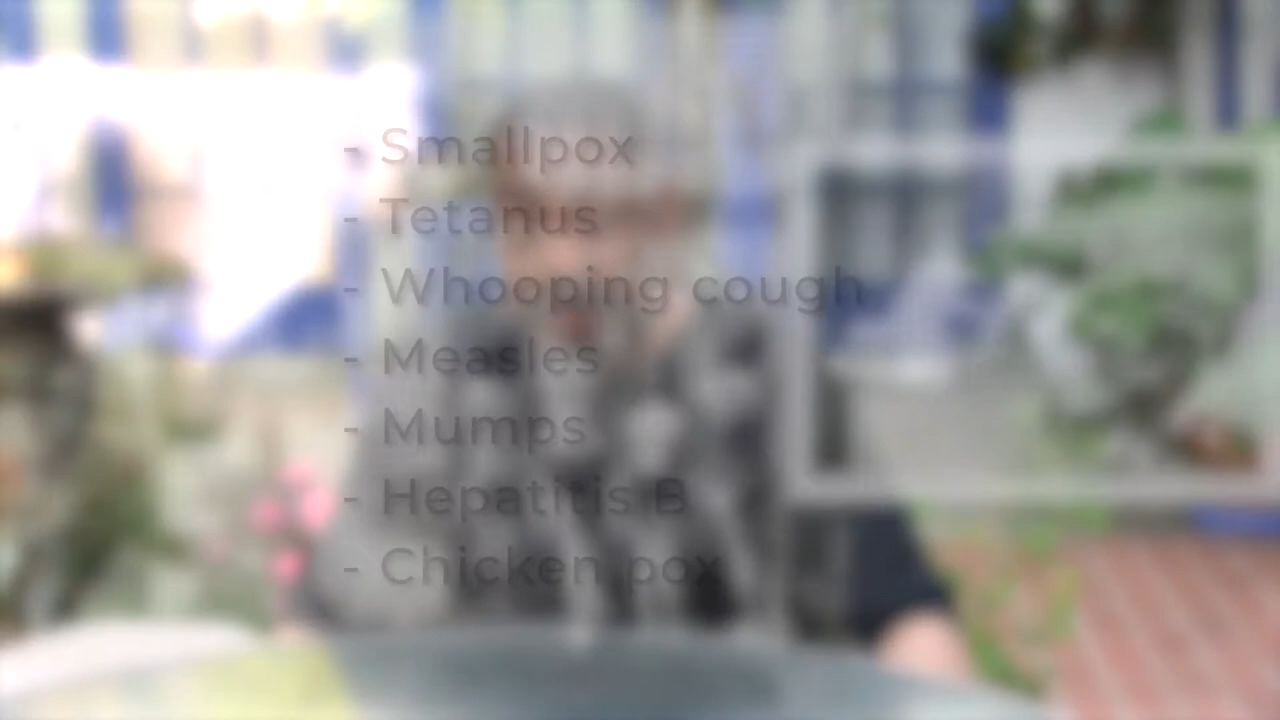 - Smallpox
- Tetanus
- Whooping cough
- Measles
- Mumps
- Hepatitis B
- Chicken pox